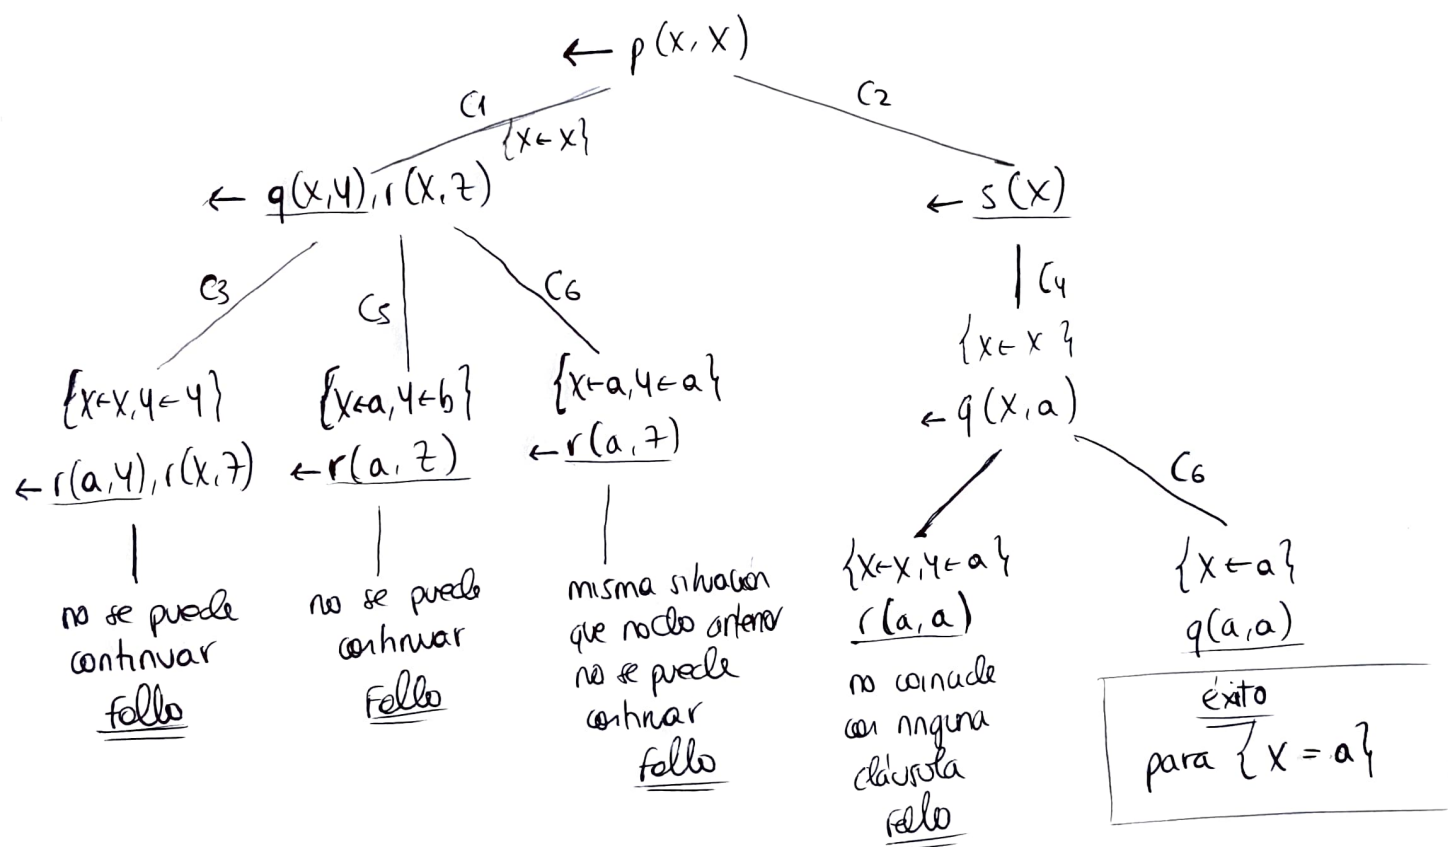 ← p(x, x)
C1
{x ← x}
C2
← q(x,y), r(x,z)
← s(x)
C3
C5
C6
C4
{x ← x}
← q(x,a)
{x←x, y←y}
{x←a, y←b}
{x←a, y←a}
← r(a,y), r(x,z)
← r(a, z)
← r(a,z)
C6
no se puede
continuar
fallo
no se puede
continuar
Fallo
misma situación
que nodo anterior
no se puede
continuar
fallo
{x←x, y←a}
r(a,a)
no coincide
con ninguna
cláusula
Fallo
{x ← a}
q(a,a)
éxito
para {x = a}